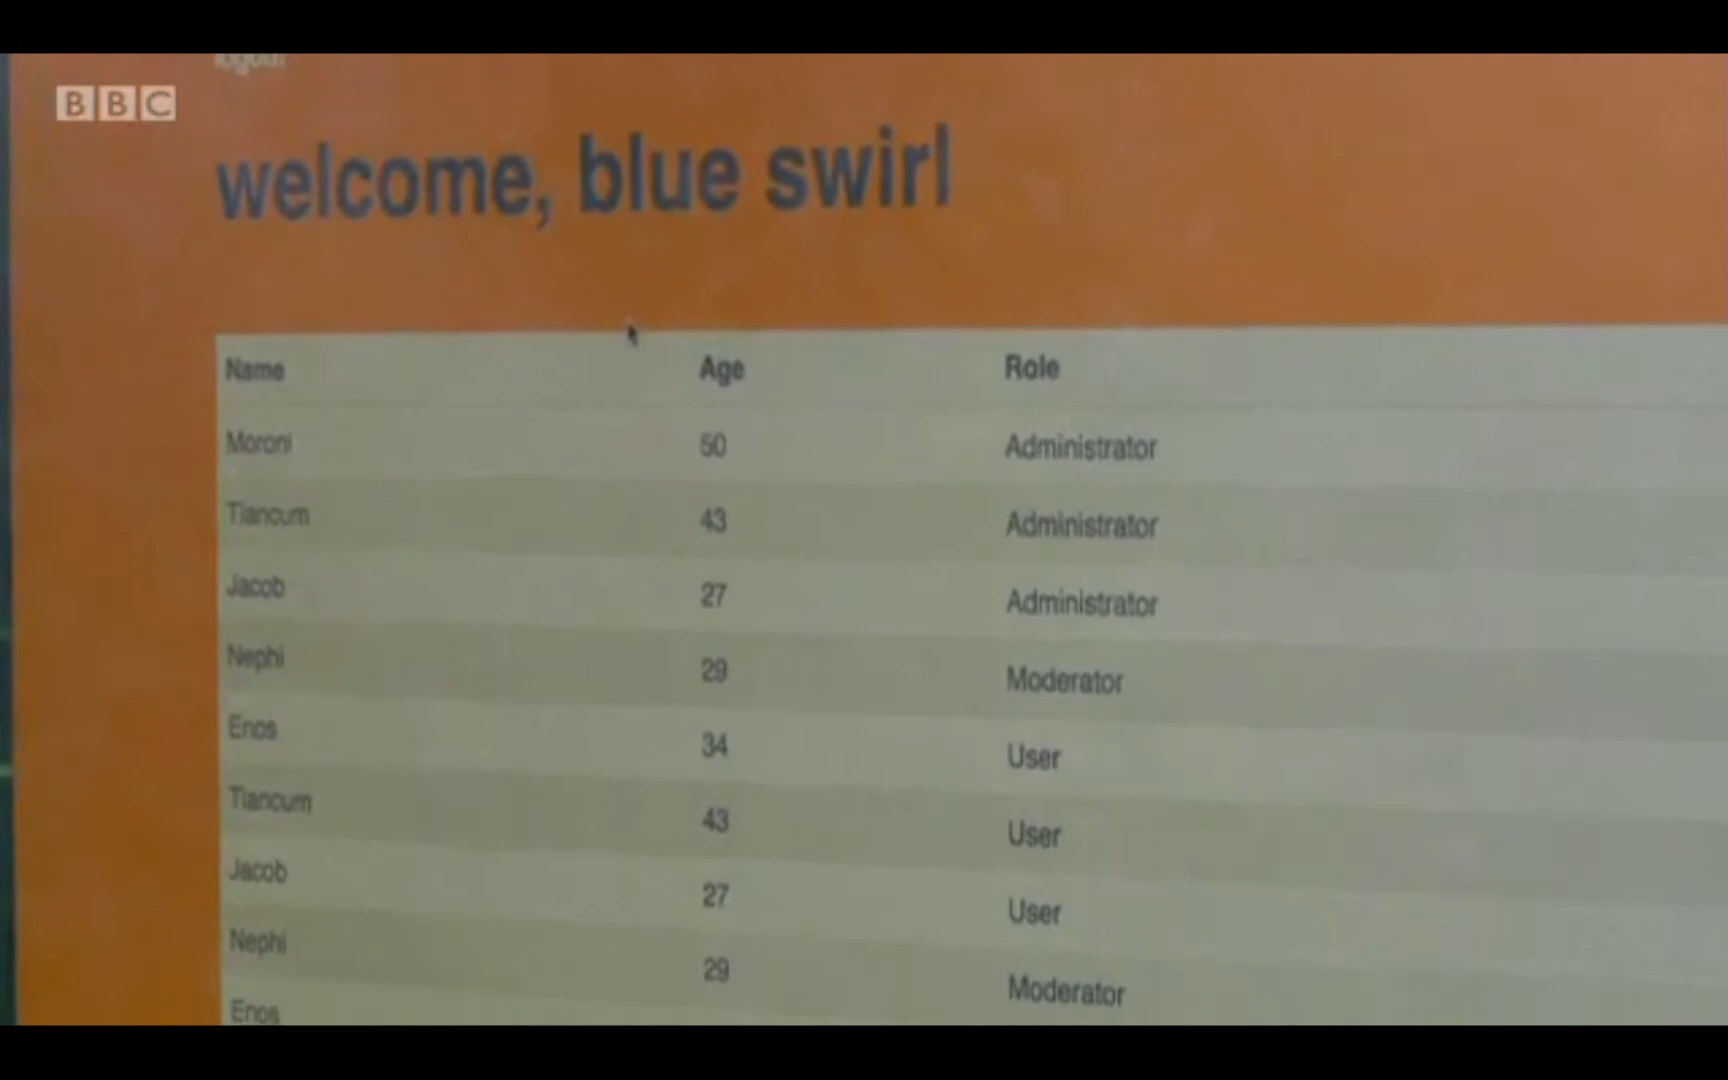 logout
BBC
welcome, blue swirl
Name Age Role
Moroni 50 Administrator
Tiancum 43 Administrator
Jacob 27 Administrator
Nephi 29 Moderator
Enos 34 User
Tiancum 43 User
Jacob 27 User
Nephi 29 Moderator
Enos